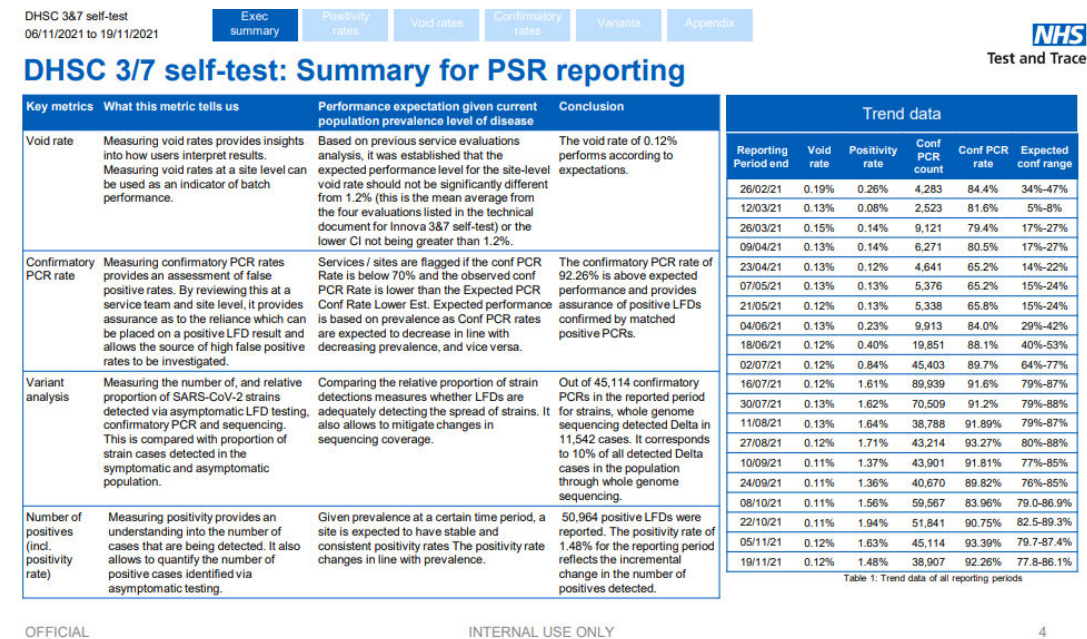 DHSC 3&7 self-test
06/11/2021 to 19/11/2021
Exec
summary
Positivity
rates
Void rates
Confirmatory
rates
Variants
Appendix
NHS
Test and Trace
DHSC 3/7 self-test: Summary for PSR reporting
Key metrics
What this metric tells us
Performance expectation given current
population prevalence level of disease
Conclusion
Void rate
Measuring void rates provides insights
into how users interpret results.
Measuring void rates at a site level can
be used as an indicator of batch
performance.
Based on previous service evaluations
analysis, it was established that the
expected performance level for the site-level
void rate should not be significantly different
from 1.2% (this is the mean average from
the four evaluations listed in the technical
document for Innova 3&7 self-test) or the
lower CI not being greater than 1.2%.
The void rate of 0.12%
performs according to
expectations.
Confirmatory
PCR rate
Measuring confirmatory PCR rates
provides an assessment of false
positive rates. By reviewing this at a
service team and site level, it provides
assurance as to the reliance which can
be placed on a positive LFD result and
allows the source of high false positive
rates to be investigated.
Services / sites are flagged if the conf PCR
Rate is below 70% and the observed conf
PCR Rate is lower than the Expected PCR
Conf Rate Lower Est. Expected performance
is based on prevalence as Conf PCR rates
are expected to decrease in line with
decreasing prevalence, and vice versa.
The confirmatory PCR rate of
92.26% is above expected
performance and provides
assurance of positive LFDs
confirmed by matched
positive PCRs.
Variant
analysis
Measuring the number of, and relative
proportion of SARS-CoV-2 strains
detected via asymptomatic LFD testing,
confirmatory PCR and sequencing.
This is compared with proportion of
strain cases detected in the
symptomatic and asymptomatic
population.
Comparing the relative proportion of strain
detections measures whether LFDs are
adequately detecting the spread of strains. It
also allows to mitigate changes in
sequencing coverage.
Out of 45,114 confirmatory
PCRs in the reported period
for strains, whole genome
sequencing detected Delta in
11,542 cases. It corresponds
to 10% of all detected Delta
cases in the population
through whole genome
sequencing.
Number of
positives
(incl.
positivity
rate)
Measuring positivity provides an
understanding into the number of
cases that are being detected. It also
allows to quantify the number of
positive cases identified via
asymptomatic testing.
Given prevalence at a certain time period, a
site is expected to have stable and
consistent positivity rates The positivity rate
changes in line with prevalence.
50,964 positive LFDs were
reported. The positivity rate of
1.48% for the reporting period
reflects the incremental
change in the number of
positives detected.
Trend data
Reporting Period end Void rate Positivity rate Conf PCR count Conf PCR rate Expected conf range
26/02/21 0.19% 0.26% 4,283 84.4% 34%-47%
12/03/21 0.13% 0.08% 2,523 81.6% 5%-8%
26/03/21 0.15% 0.14% 9,121 79.4% 17%-27%
09/04/21 0.13% 0.14% 6,271 80.5% 17%-27%
23/04/21 0.13% 0.12% 4,641 65.2% 14%-22%
07/05/21 0.13% 0.13% 5,376 65.2% 15%-24%
21/05/21 0.12% 0.13% 5,338 65.8% 15%-24%
04/06/21 0.13% 0.23% 9,913 84.0% 29%-42%
18/06/21 0.12% 0.40% 19,851 88.1% 40%-53%
02/07/21 0.12% 0.84% 45,403 89.7% 64%-77%
16/07/21 0.12% 1.61% 89,939 91.6% 79%-87%
30/07/21 0.13% 1.62% 70,509 91.2% 79%-88%
11/08/21 0.13% 1.64% 38,788 91.89% 79%-87%
27/08/21 0.12% 1.71% 43,214 93.27% 80%-88%
10/09/21 0.11% 1.37% 43,901 91.81% 77%-85%
24/09/21 0.11% 1.36% 40,670 89.82% 76%-85%
08/10/21 0.11% 1.56% 59,567 83.96% 79.0-86.9%
22/10/21 0.11% 1.94% 51,841 90.75% 82.5-89.3%
05/11/21 0.12% 1.63% 45,114 93.39% 79.7-87.4%
19/11/21 0.12% 1.48% 38,907 92.26% 77.8-86.1%
Table 1: Trend data of all reporting periods
OFFICIAL
INTERNAL USE ONLY
4